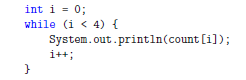 int i = 0;
while (i < 4) {
    System.out.println(count[i]);
    i++;
}